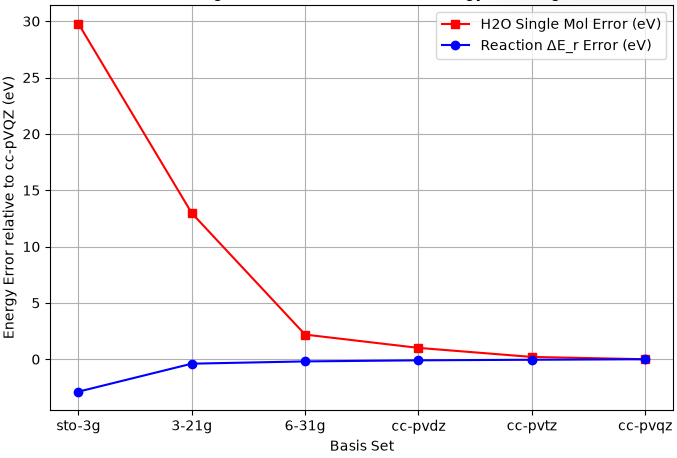 H2O Single Mol Error (eV)
Reaction ΔE_r Error (eV)
Energy Error relative to cc-pVQZ (eV)
30
25
20
15
10
5
0
sto-3g
3-21g
6-31g
cc-pvdz
cc-pvtz
cc-pvqz
Basis Set